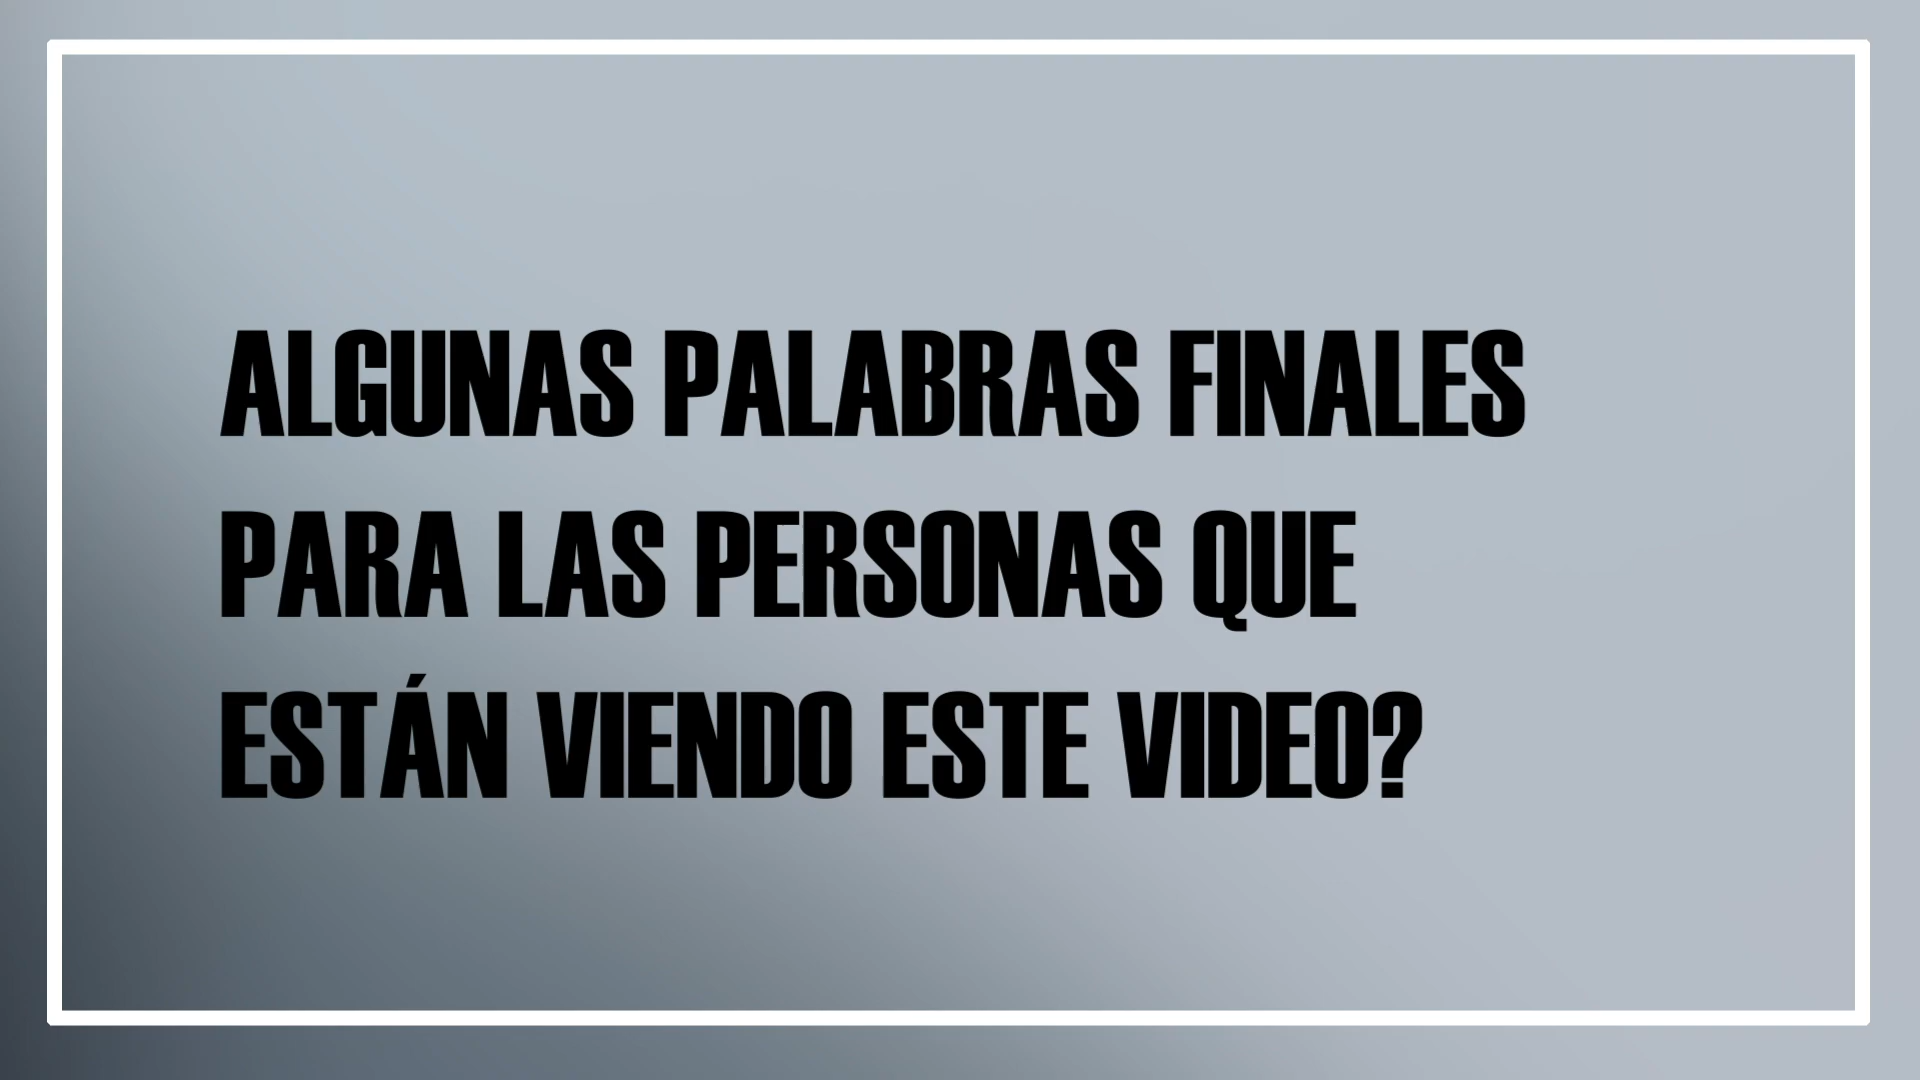 ALGUNAS PALABRAS FINALES
PARA LAS PERSONAS QUE
ESTÁN VIENDO ESTE VIDEO?